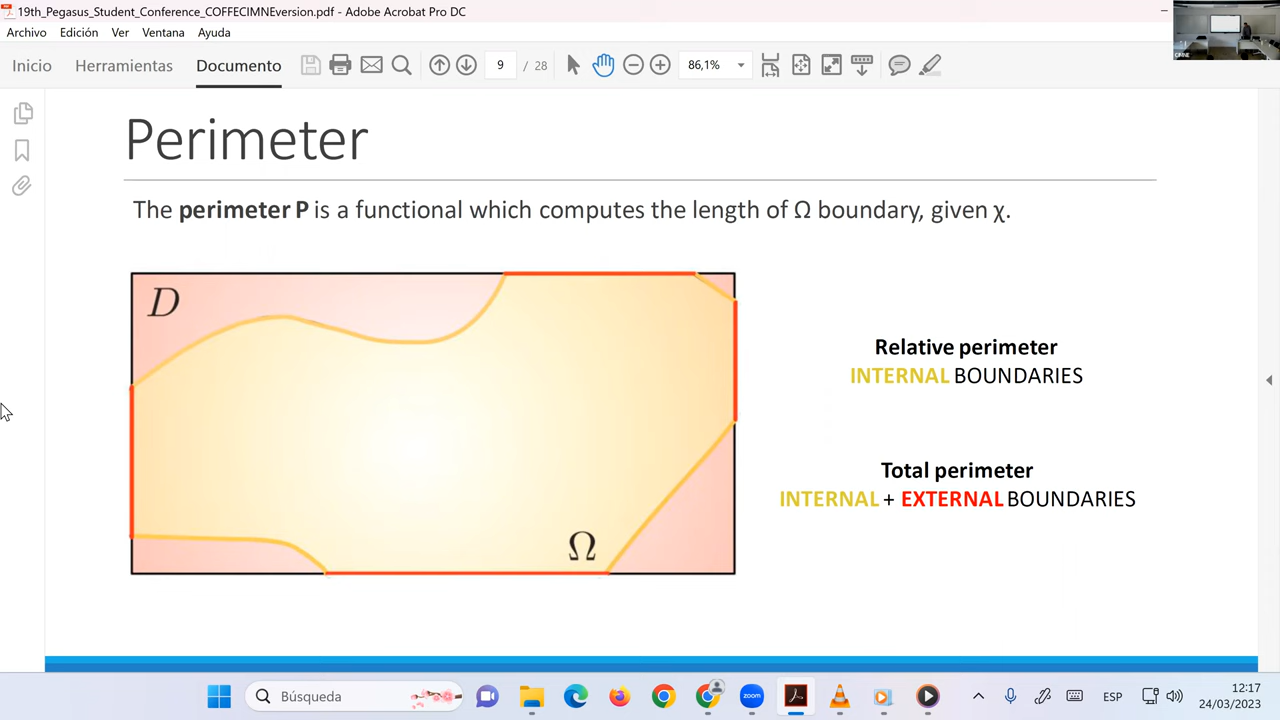 19th_Pegasus_Student_Conference_COFFECIMNEversion.pdf - Adobe Acrobat Pro DC
Archivo Edición Ver Ventana Ayuda
Inicio Herramientas Documento 9 / 28 86,1%
Perimeter
The perimeter P is a functional which computes the length of Ω boundary, given χ.
D
Relative perimeter
INTERNAL BOUNDARIES
Total perimeter
INTERNAL + EXTERNAL BOUNDARIES
Ω
Búsqueda
ESP
12:17
24/03/2023